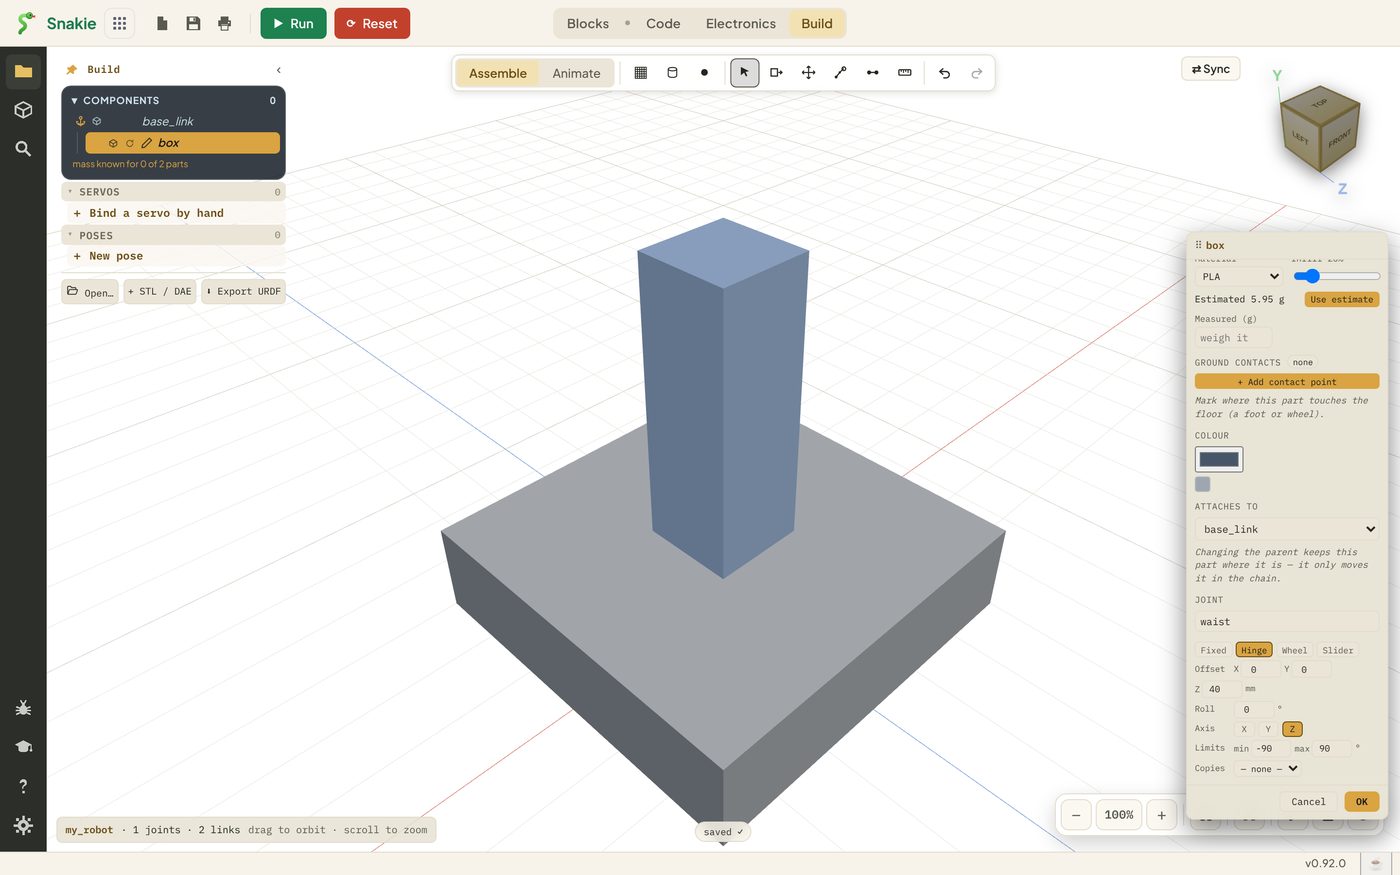 Snakie
Run
Reset
Blocks
Code
Electronics
Build
Build
Assemble
Animate
Sync
COMPONENTS 0
base_link
box
mass known for 0 of 2 parts
SERVOS 0
+ Bind a servo by hand
POSES 0
+ New pose
Open…
+ STL / DAE
Export URDF
Y
TOP
LEFT
FRONT
Z
box
PLA
Estimated 5.95 g
Use estimate
Measured (g)
weigh it
GROUND CONTACTS none
+ Add contact point
Mark where this part touches the
floor (a foot or wheel).
COLOUR
ATTACHES TO
base_link
Changing the parent keeps this
part where it is — it only moves
it in the chain.
JOINT
waist
Fixed Hinge Wheel Slider
Offset X 0 Y 0
Z 40 mm
Roll 0 °
Axis X Y Z
Limits min -90 max 90 °
Copies — none —
Cancel OK
my_robot · 1 joints · 2 links drag to orbit · scroll to zoom
saved ✓
− 100% +
v0.92.0